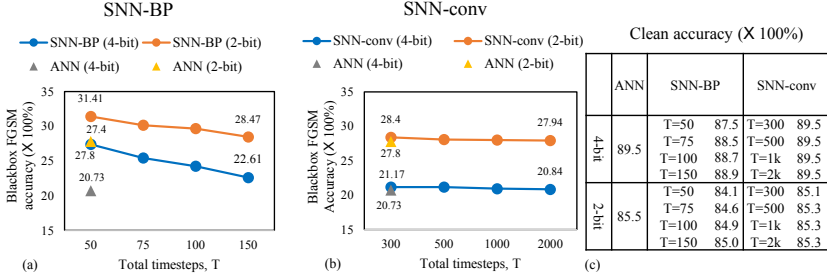 SNN-BP
SNN-BP (4-bit) SNN-BP (2-bit)
ANN (4-bit) ANN (2-bit)
Blackbox FGSM
accuracy (X 100%)
35
30
25
20
15
31.41
27.4
27.8
20.73
28.47
22.61
50 75 100 150
(a) Total timesteps, T
SNN-conv
SNN-conv (4-bit) SNN-conv (2-bit)
ANN (4-bit) ANN (2-bit)
Blackbox FGSM
Accuracy (X 100%)
35
30
25
20
15
28.4
27.8
21.17
20.73
27.94
20.84
300 500 1000 2000
(b) Total timesteps, T
Clean accuracy (X 100%)
ANN SNN-BP SNN-conv
4-bit 89.5
T=50 87.5 T=300 89.5
T=75 88.5 T=500 89.5
T=100 88.7 T=1k 89.5
T=150 88.9 T=2k 89.5
2-bit 85.5
T=50 84.1 T=300 85.1
T=75 84.6 T=500 85.3
T=100 84.9 T=1k 85.3
T=150 85.0 T=2k 85.3
(c)